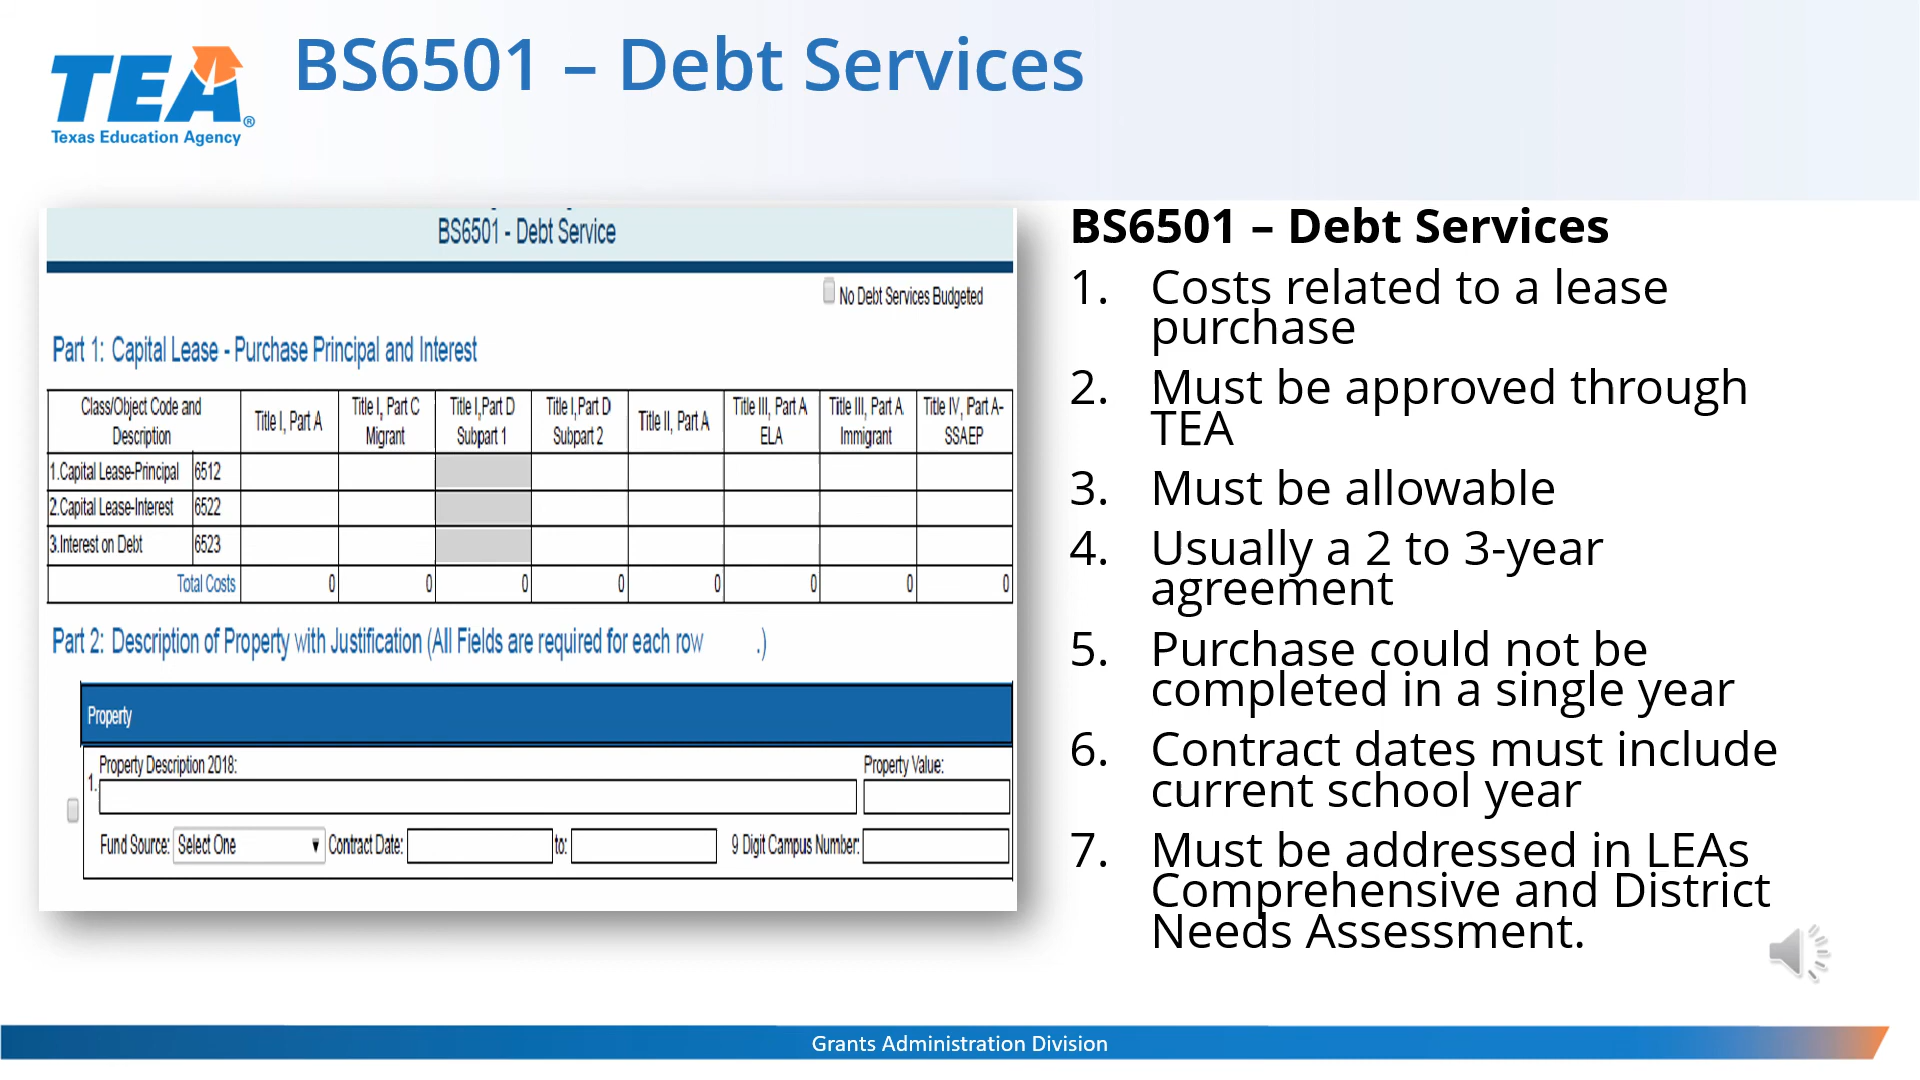 BS6501 – Debt Services
TEA®
Texas Education Agency
BS6501 - Debt Service
No Debt Services Budgeted
Part 1: Capital Lease - Purchase Principal and Interest
Class/Object Code and Description Title I, Part A Title I, Part C Migrant Title I,Part D Subpart 1 Title I,Part D Subpart 2 Title II, Part A Title III, Part A ELA Title III, Part A Immigrant Title IV, Part A-SSAEP
1.Capital Lease-Principal 6512
2.Capital Lease-Interest 6522
3.Interest on Debt 6523
Total Costs 0 0 0 0 0 0 0 0
Part 2: Description of Property with Justification (All Fields are required for each row .)
Property
Property Description 2018: Property Value:
1.
Fund Source: Select One Contract Date: to: 9 Digit Campus Number:
BS6501 – Debt Services
1. Costs related to a lease
purchase
2. Must be approved through
TEA
3. Must be allowable
4. Usually a 2 to 3-year
agreement
5. Purchase could not be
completed in a single year
6. Contract dates must include
current school year
7. Must be addressed in LEAs
Comprehensive and District
Needs Assessment.
Grants Administration Division